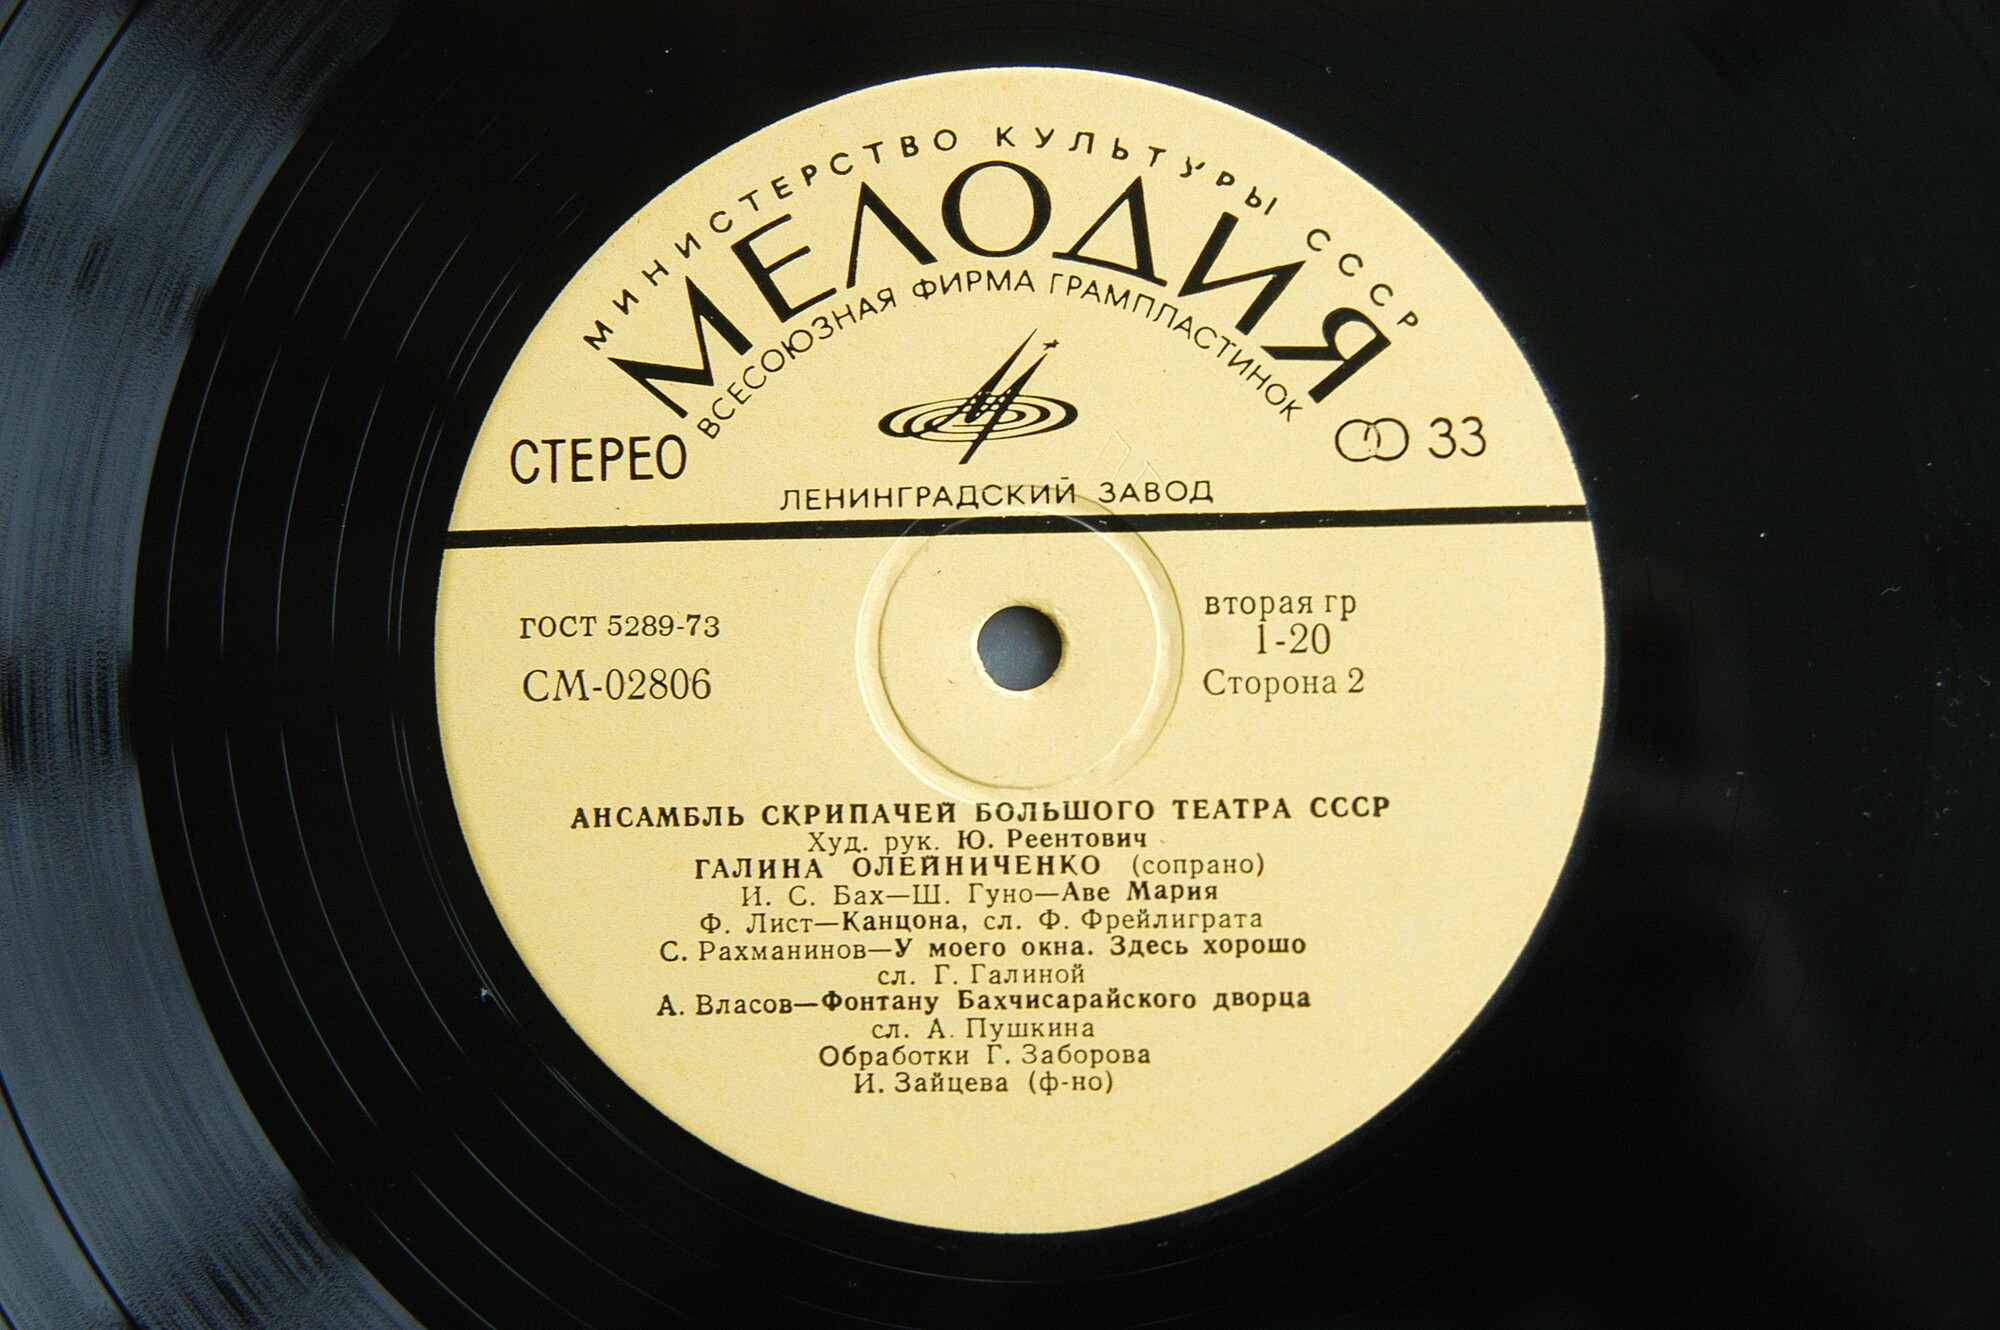 МИНИСТЕРСТВО КУЛЬТУРЫ СССР
МЕЛОДИЯ
ВСЕСОЮЗНАЯ ФИРМА ГРАМПЛАСТИНОК
СТЕРЕО
33
ЛЕНИНГРАДСКИЙ ЗАВОД
ГОСТ 5289-73
СМ-02806
вторая гр
1-20
Сторона 2
АНСАМБЛЬ СКРИПАЧЕЙ БОЛЬШОГО ТЕАТРА СССР
Худ. рук. Ю. Реентович
ГАЛИНА ОЛЕЙНИЧЕНКО (сопрано)
И. С. Бах—Ш. Гуно—Аве Мария
Ф. Лист—Канцона, сл. Ф. Фрейлиграта
С. Рахманинов—У моего окна. Здесь хорошо
сл. Г. Галиной
А. Власов—Фонтану Бахчисарайского дворца
сл. А. Пушкина
Обработки Г. Заборова
И. Зайцева (ф-но)